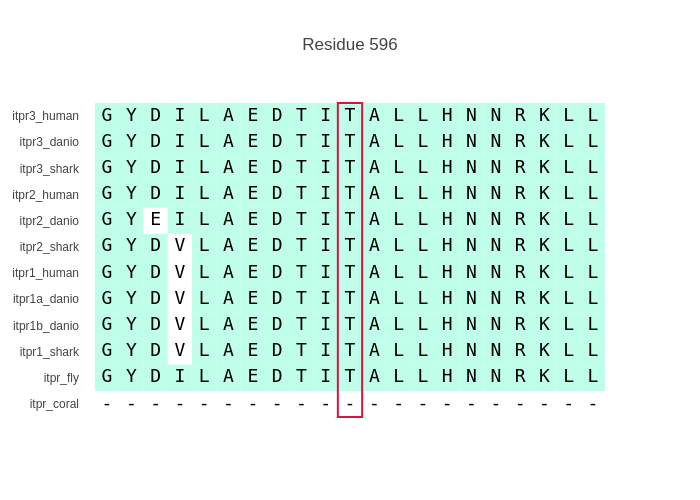 Residue 596
itpr3_human G Y D I L A E D T I T A L L H N N R K L L
itpr3_danio G Y D I L A E D T I T A L L H N N R K L L
itpr3_shark G Y D I L A E D T I T A L L H N N R K L L
itpr2_human G Y D I L A E D T I T A L L H N N R K L L
itpr2_danio G Y E I L A E D T I T A L L H N N R K L L
itpr2_shark G Y D V L A E D T I T A L L H N N R K L L
itpr1_human G Y D V L A E D T I T A L L H N N R K L L
itpr1a_danio G Y D V L A E D T I T A L L H N N R K L L
itpr1b_danio G Y D V L A E D T I T A L L H N N R K L L
itpr1_shark G Y D V L A E D T I T A L L H N N R K L L
itpr_fly G Y D I L A E D T I T A L L H N N R K L L
itpr_coral - - - - - - - - - - - - - - - - - - - - -